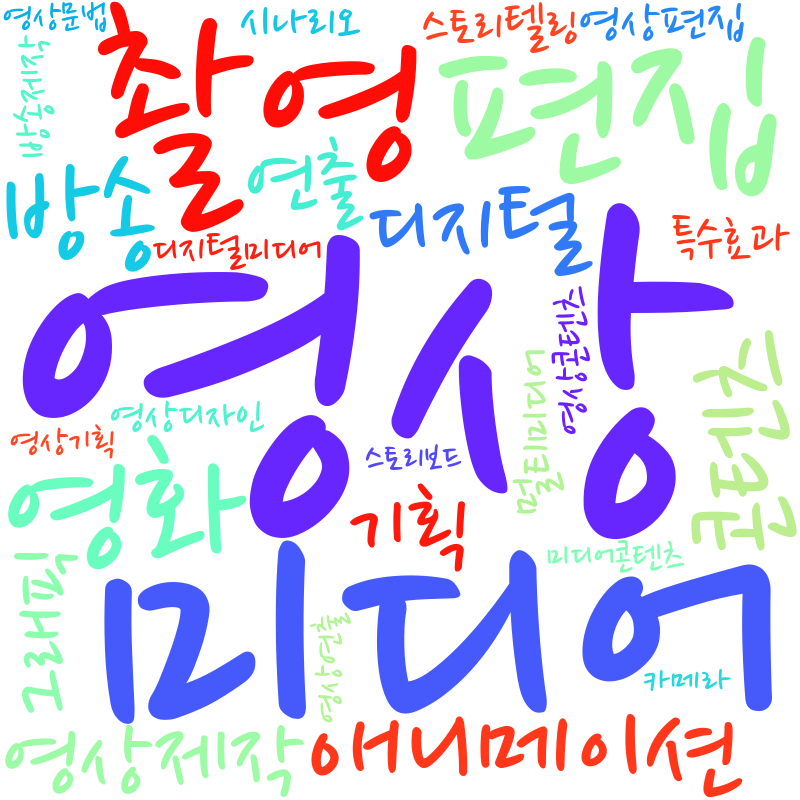 영상문법
시나리오
스토리텔링
영상편집
방송제작
촬영
편집
방송
연출
디지털
특수효과
디지털미디어
영상
영상콘텐츠
콘텐츠
멀티미디어
영상디자인
영상기획
스토리보드
영화
기획
미디어콘텐츠
그래픽
미디어
영상연출
카메라
영상제작
애니메이션